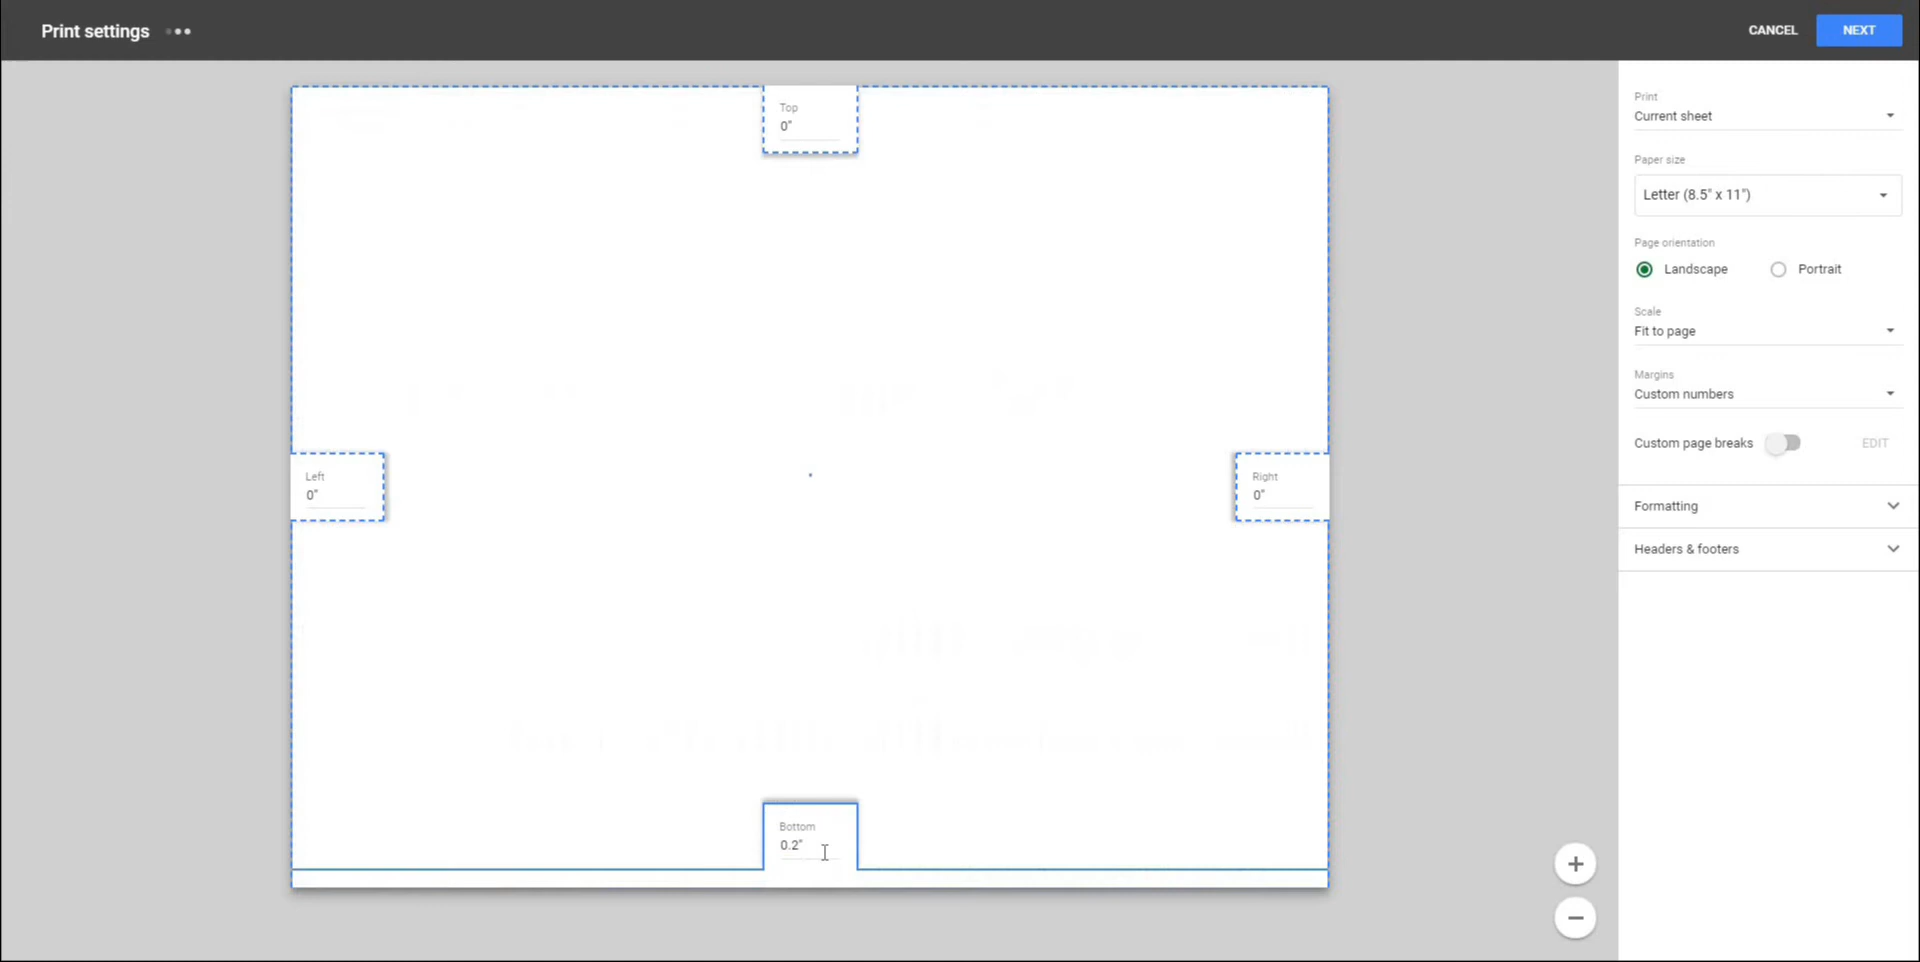 Print settings
CANCEL
NEXT
Top
0"
Left
0"
Right
0"
Bottom
0.2"
Print
Current sheet
Paper size
Letter (8.5" x 11")
Page orientation
Landscape
Portrait
Scale
Fit to page
Margins
Custom numbers
Custom page breaks
EDIT
Formatting
Headers & footers